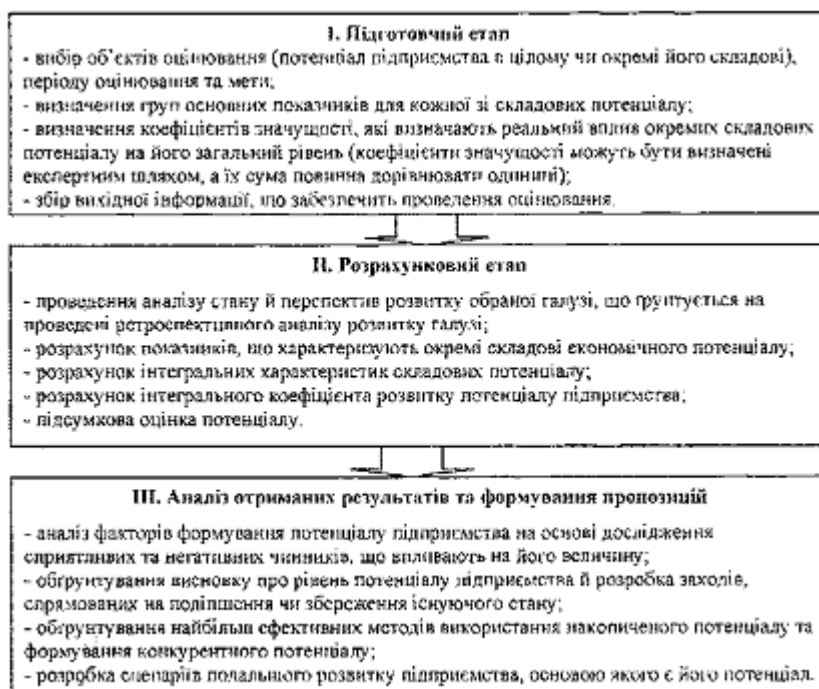 І. Підготовчий етап
- вибір об'єктів оцінювання (потенціал підприємства в цілому чи окремі його складові),
періоду оцінювання та мети;
- визначення груп основних показників для кожної зі складових потенціалу;
- визначення коефіцієнтів значущості, які визначають реальний вплив окремих складових
потенціалу на його загальний рівень (коефіцієнти значущості можуть бути визначені
експертним шляхом, а їх сума повинна дорівнювати одиниці);
- збір вихідної інформації, що забезпечить проведення оцінювання.
ІІ. Розрахунковий етап
- проведення аналізу стану й перспектив розвитку обраної галузі, що ґрунтується на
проведені ретроспективного аналізу розвитку галузі;
- розрахунок показників, що характеризують окремі складові економічного потенціалу;
- розрахунок інтегральних характеристик складових потенціалу;
- розрахунок інтегрального коефіцієнта розвитку потенціалу підприємства;
- підсумкова оцінка потенціалу.
ІІІ. Аналіз отриманих результатів та формування пропозицій
- аналіз факторів формування потенціалу підприємства на основі дослідження
сприятливих та негативних чинників, що впливають на його величину;
- обґрунтування висновку про рівень потенціалу підприємства й розробка заходів,
спрямованих на поліпшення чи збереження існуючого стану;
- обґрунтування найбільш ефективних методів використання накопиченого потенціалу та
формування конкурентного потенціалу;
- розробка сценаріїв подальшого розвитку підприємства, основою якого є його потенціал.